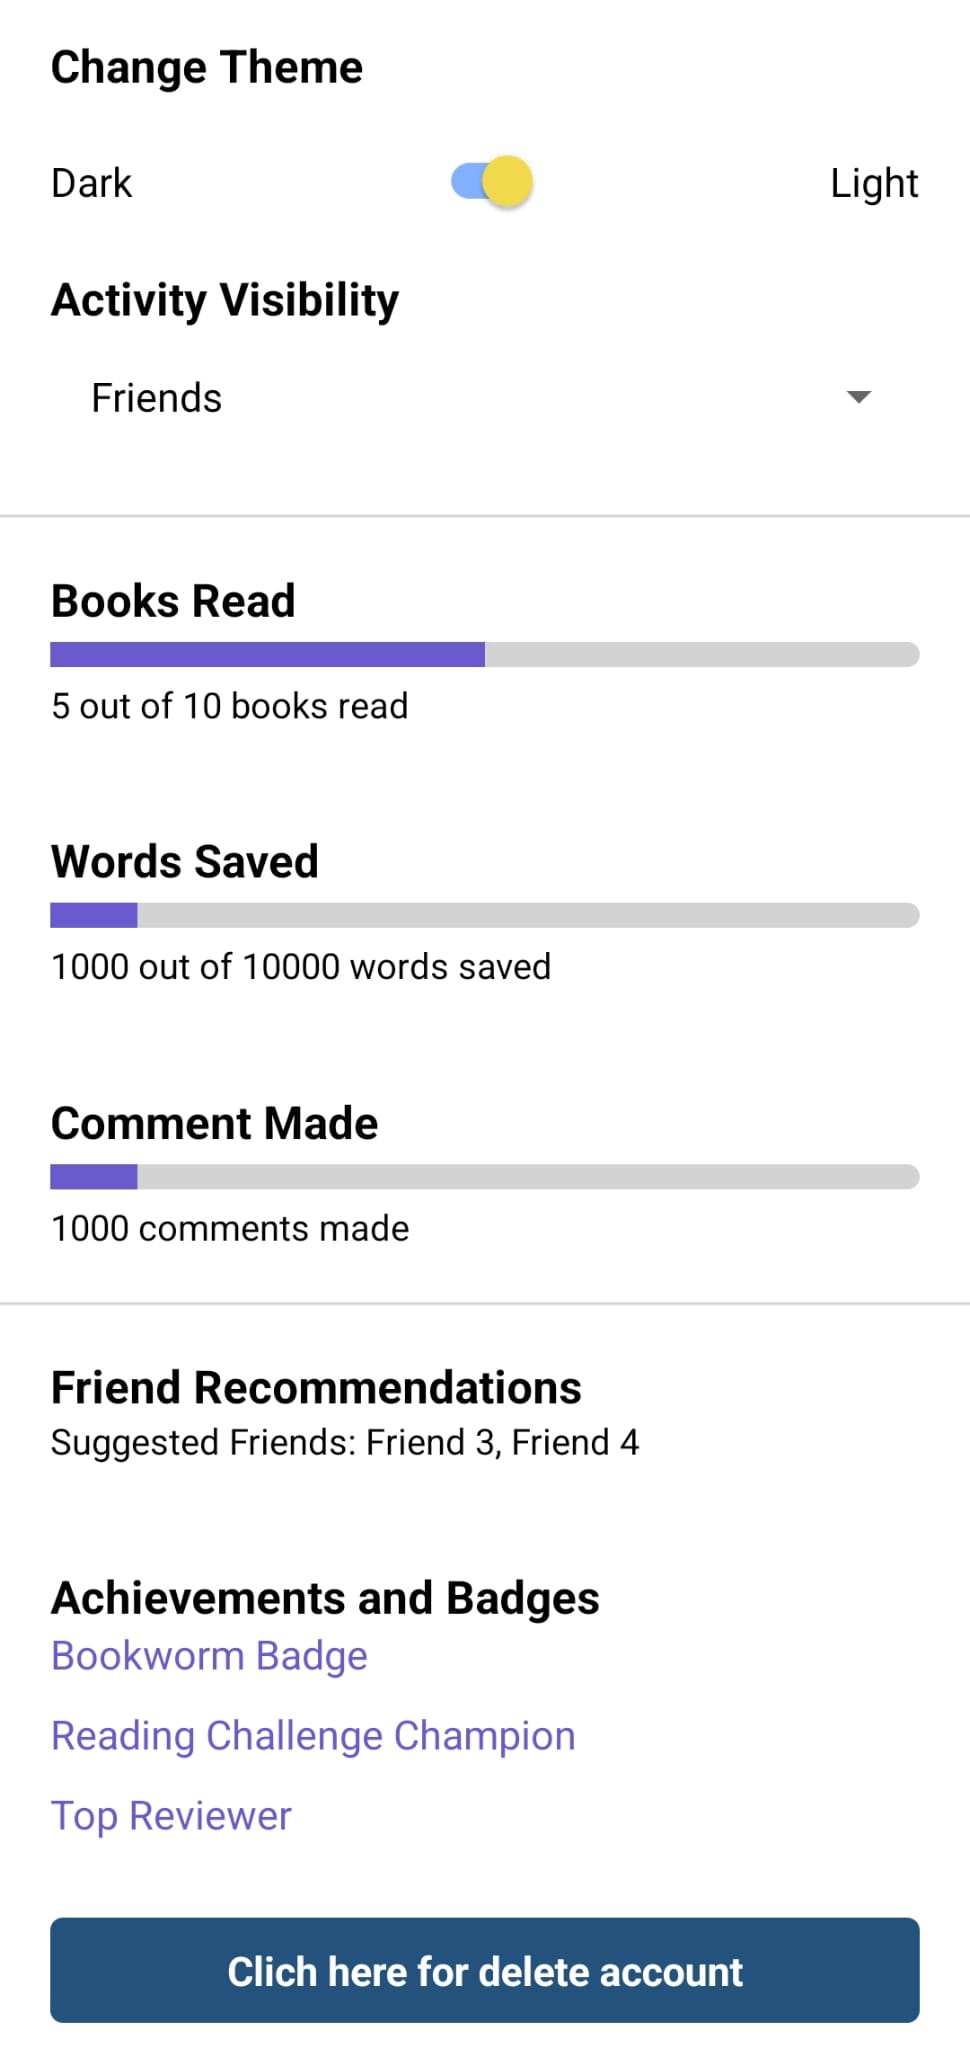 Change Theme
Dark Light
Activity Visibility
Friends
Books Read
5 out of 10 books read
Words Saved
1000 out of 10000 words saved
Comment Made
1000 comments made
Friend Recommendations
Suggested Friends: Friend 3, Friend 4
Achievements and Badges
Bookworm Badge
Reading Challenge Champion
Top Reviewer
Clich here for delete account